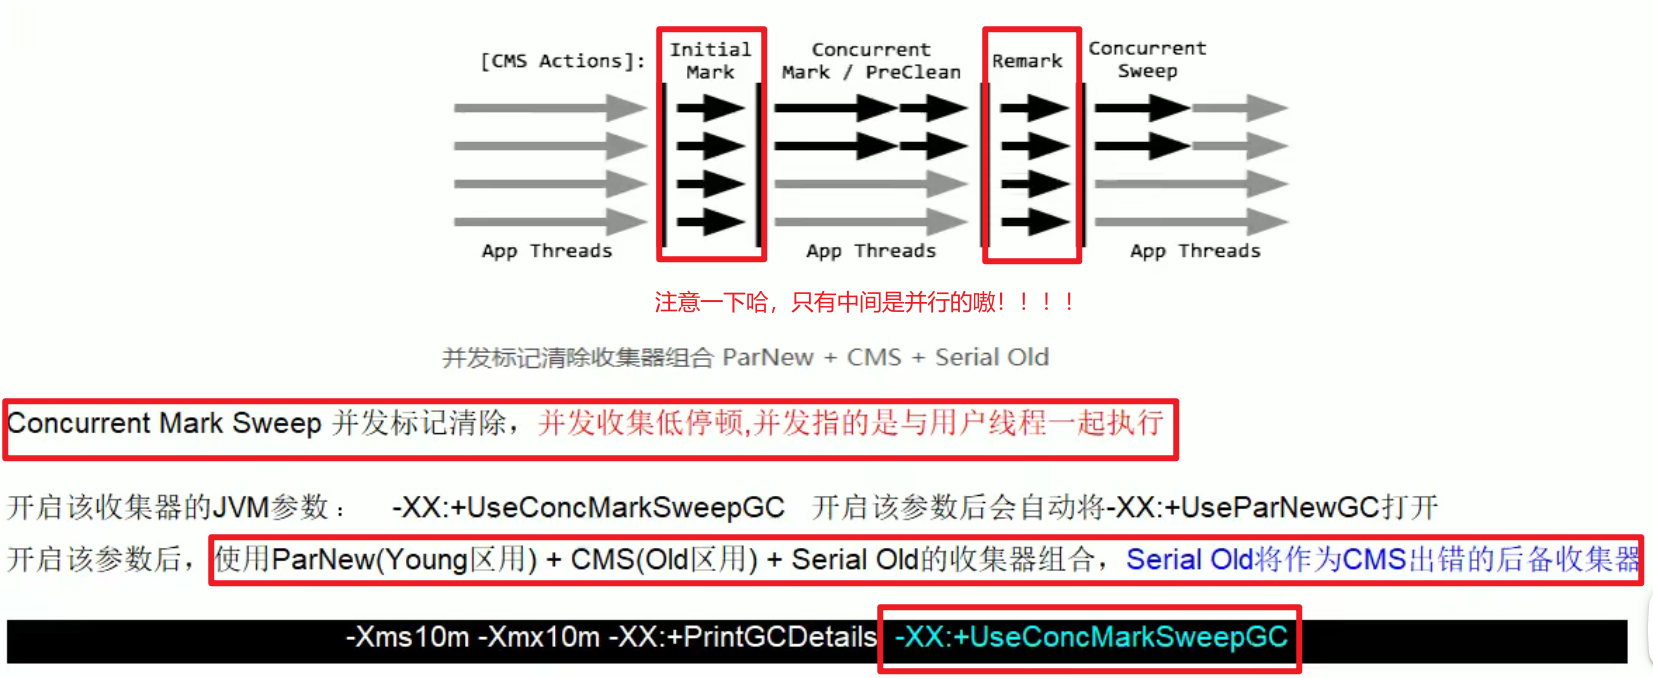 [CMS Actions]: Initial Mark Concurrent Mark / PreClean Remark Concurrent Sweep
App Threads App Threads App Threads
注意一下哈，只有中间是并行的嗷！！！！
并发标记清除收集器组合 ParNew + CMS + Serial Old
Concurrent Mark Sweep 并发标记清除，并发收集低停顿,并发指的是与用户线程一起执行
开启该收集器的JVM参数： -XX:+UseConcMarkSweepGC 开启该参数后会自动将-XX:+UseParNewGC打开
开启该参数后，使用ParNew(Young区用) + CMS(Old区用) + Serial Old的收集器组合，Serial Old将作为CMS出错的后备收集器
-Xms10m -Xmx10m -XX:+PrintGCDetails -XX:+UseConcMarkSweepGC